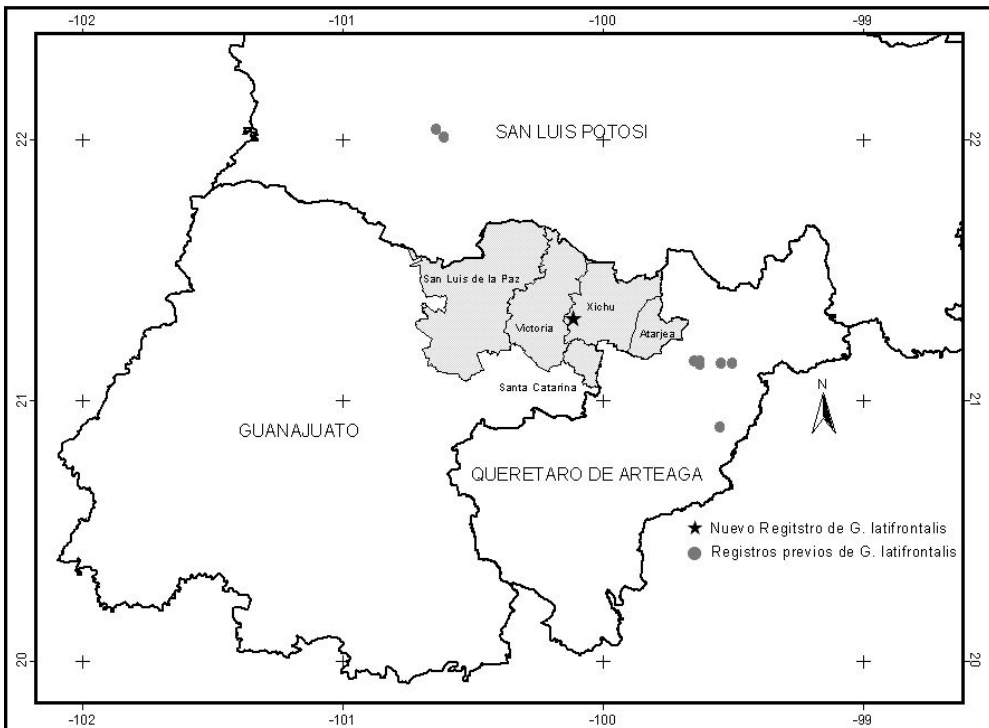 -102 -101 -100 -99
22 SAN LUIS POTOSI 22
San Luis de la Paz
Xichu
Victoria Atarjea
Santa Catarina
21 21
N
GUANAJUATO
QUERETARO DE ARTEAGA
Nuevo Regitstro de G. latifrontalis
Registros previos de G. latifrontalis
20 20
-102 -101 -100 -99